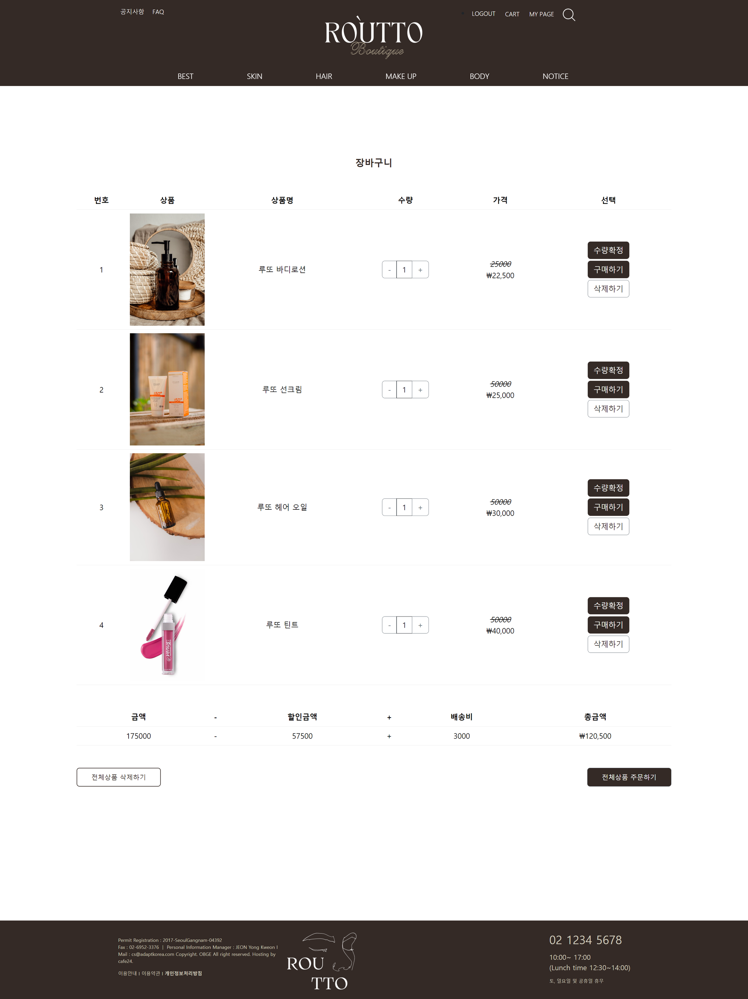 공지사항 FAQ
LOGOUT CART MY PAGE
ROÙTTO
Boutique
BEST SKIN HAIR MAKE UP BODY NOTICE
장바구니
번호 상품 상품명 수량 가격 선택
1 루또 바디로션 - 1 + 25000 ₩22,500 수량확정 구매하기 삭제하기
50+
50+
2 루또 선크림 - 1 + 50000 ₩25,000 수량확정 구매하기 삭제하기
3 루또 헤어 오일 - 1 + 50000 ₩30,000 수량확정 구매하기 삭제하기
venus
4 루또 틴트 - 1 + 50000 ₩40,000 수량확정 구매하기 삭제하기
금액 - 할인금액 + 배송비 총금액
175000 - 57500 + 3000 ₩120,500
전체상품 삭제하기 전체상품 주문하기
Permit Registration : 2017-SeoulGangnam-04392
Fax : 02-6952-3376 | Personal Information Manager : JEON Yong Kweon I
Mail : cs@adaptkorea.com Copyright. OBGE All right reserved. Hosting by
cafe24.
이용안내 I 이용약관 I 개인정보처리방침
ROU
TTO
02 1234 5678
10:00~ 17:00
(Lunch time 12:30~14:00)
토, 일요일 및 공휴일 휴무